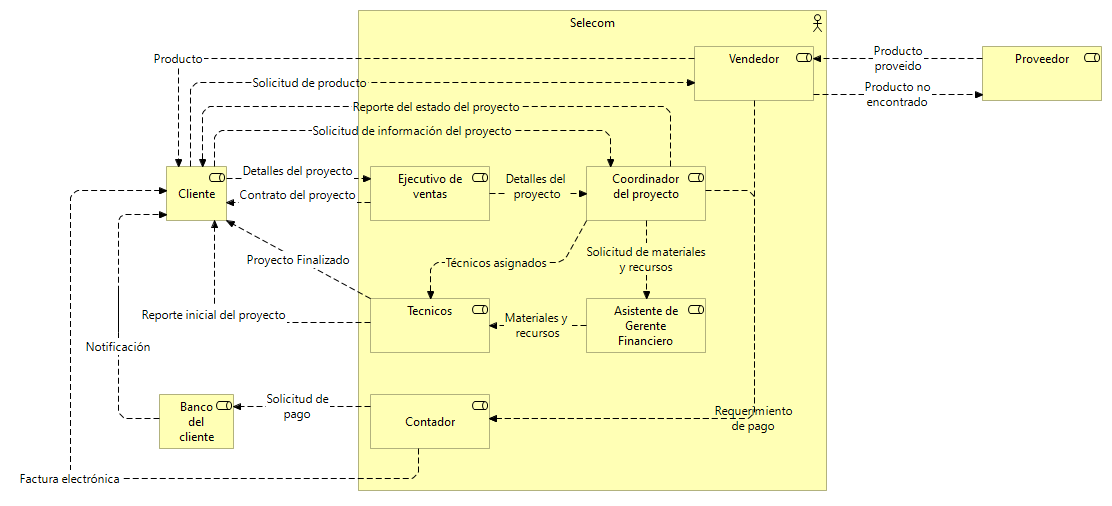 Selecom
Producto
Vendedor
Producto
proveido
Proveedor
Solicitud de producto
Producto no
encontrado
Reporte del estado del proyecto
Solicitud de información del proyecto
Cliente
Detalles del proyecto
Contrato del proyecto
Ejecutivo de
ventas
Detalles del
proyecto
Coordinador
del proyecto
Proyecto Finalizado
Técnicos asignados
Solicitud de materiales
y recursos
Reporte inicial del proyecto
Tecnicos
Materiales y
recursos
Asistente de
Gerente
Financiero
Notificación
Banco
del
cliente
Solicitud de
pago
Contador
Requerimiento
de pago
Factura electrónica